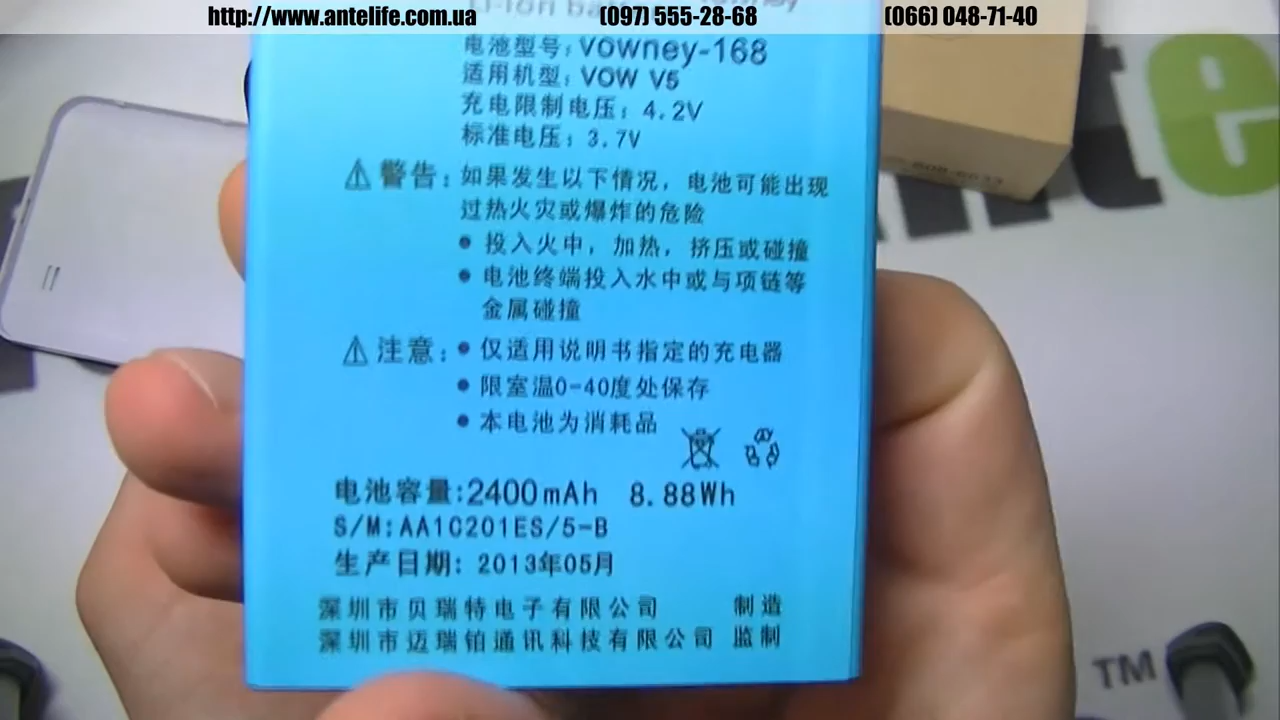 http://www.antelife.com.ua (097) 555-28-68 (066) 048-71-40
Li-ion
电池型号: Vowney-168
适用机型: VOW V5
充电限制电压: 4.2V
标准电压: 3.7V
警告: 如果发生以下情况, 电池可能出现
过热火灾或爆炸的危险
• 投入火中, 加热, 挤压或碰撞
• 电池终端投入水中或与项链等
金属碰撞
注意: • 仅适用说明书指定的充电器
• 限室温0-40度处保存
• 本电池为消耗品
电池容量:2400mAh 8.88Wh
S/M:AA1C201ES/5-B
生产日期: 2013年05月
深圳市贝瑞特电子有限公司 制造
深圳市迈瑞铂通讯科技有限公司 监制
TM